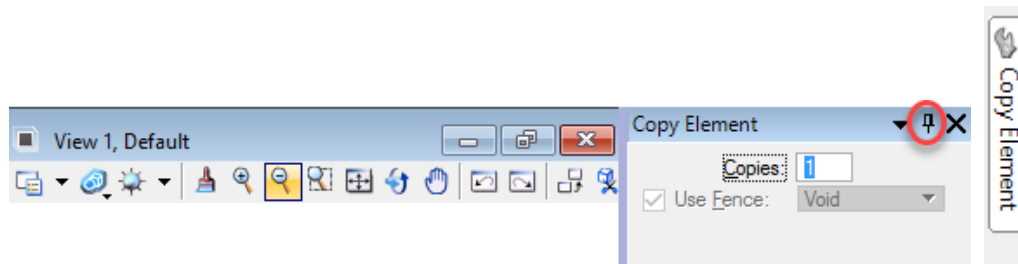 View 1, Default
Copy Element
Copies: 1
Use Fence: Void
Copy Element